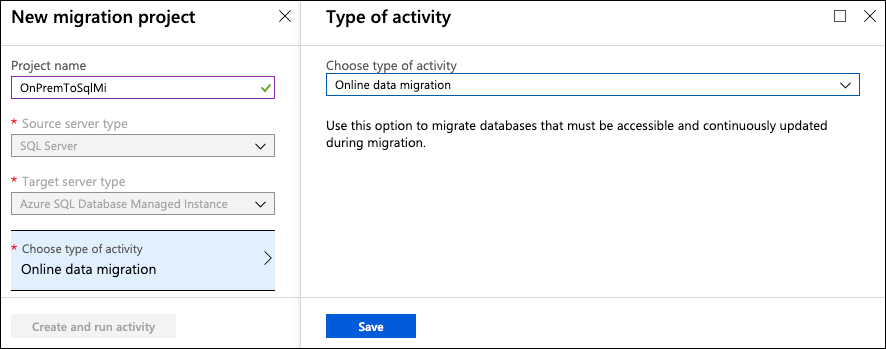 New migration project
Project name
OnPremToSqlMi
* Source server type
SQL Server
* Target server type
Azure SQL Database Managed Instance
* Choose type of activity
Online data migration
Create and run activity
Type of activity
Choose type of activity
Online data migration
Use this option to migrate databases that must be accessible and continuously updated
during migration.
Save